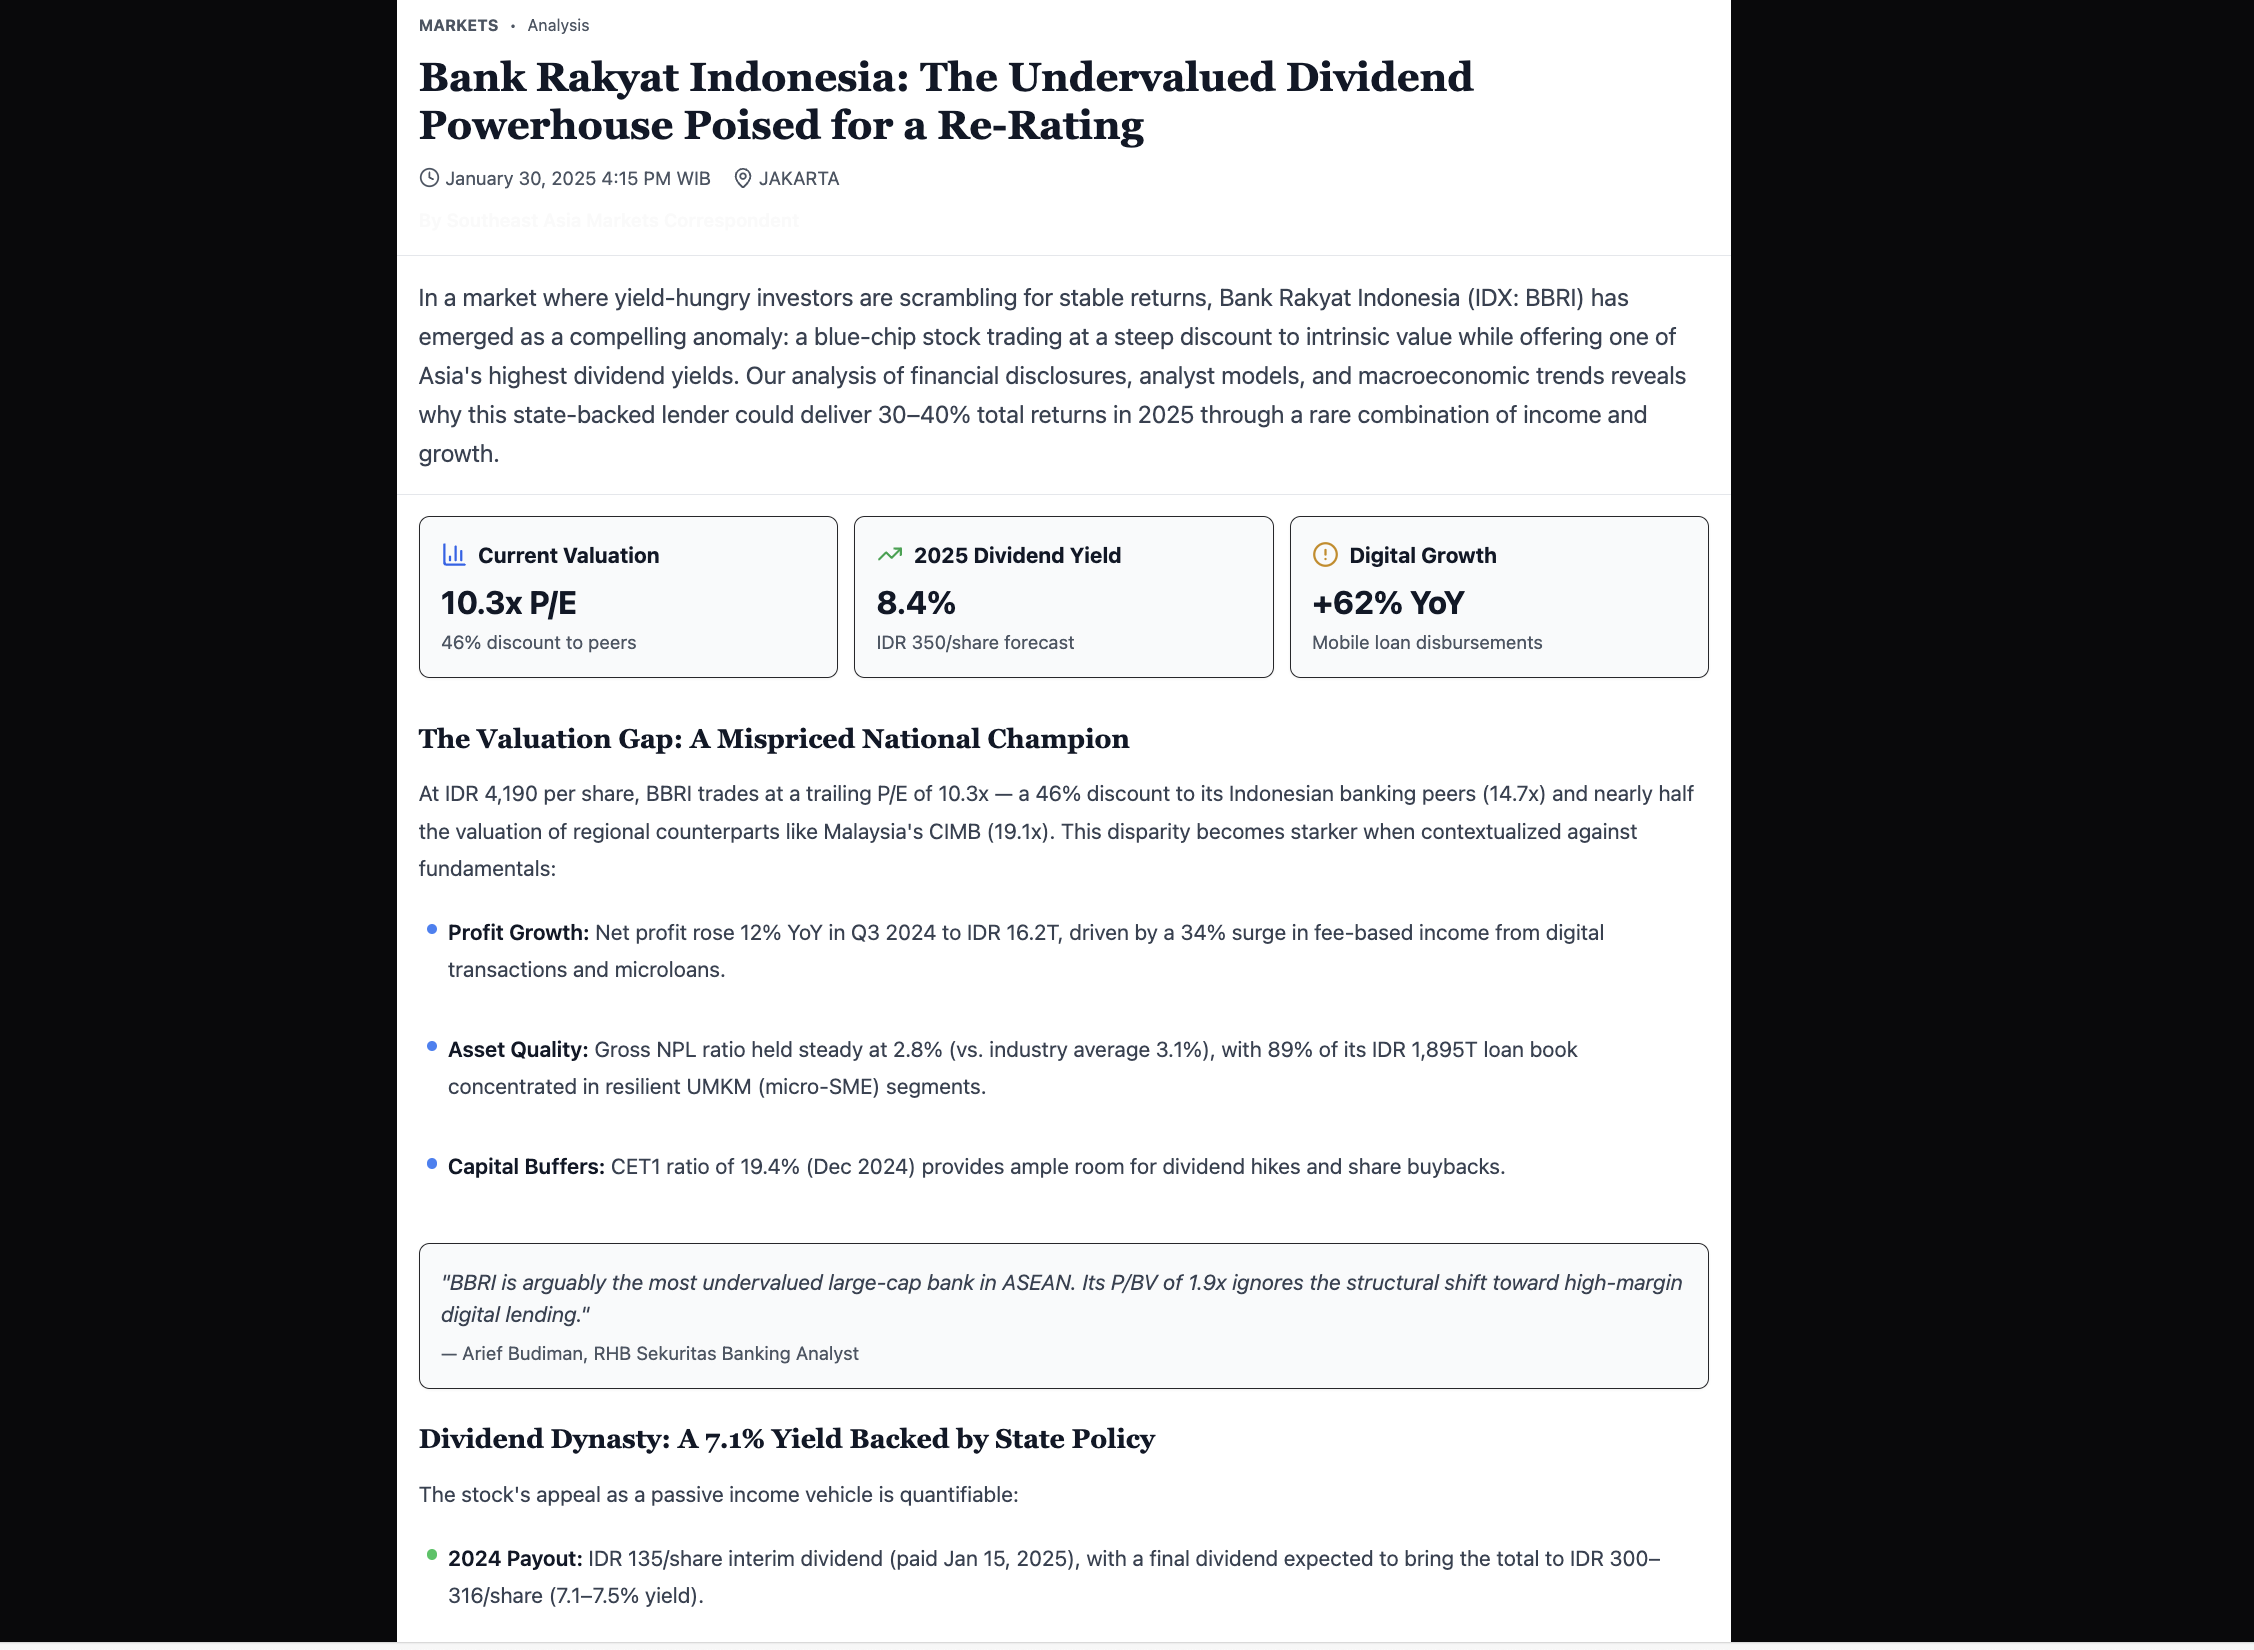 MARKETS • Analysis
Bank Rakyat Indonesia: The Undervalued Dividend
Powerhouse Poised for a Re-Rating
January 30, 2025 4:15 PM WIB JAKARTA
By Southeast Asia Markets Correspondent
In a market where yield-hungry investors are scrambling for stable returns, Bank Rakyat Indonesia (IDX: BBRI) has
emerged as a compelling anomaly: a blue-chip stock trading at a steep discount to intrinsic value while offering one of
Asia's highest dividend yields. Our analysis of financial disclosures, analyst models, and macroeconomic trends reveals
why this state-backed lender could deliver 30–40% total returns in 2025 through a rare combination of income and
growth.
Current Valuation
10.3x P/E
46% discount to peers
2025 Dividend Yield
8.4%
IDR 350/share forecast
Digital Growth
+62% YoY
Mobile loan disbursements
The Valuation Gap: A Mispriced National Champion
At IDR 4,190 per share, BBRI trades at a trailing P/E of 10.3x — a 46% discount to its Indonesian banking peers (14.7x) and nearly half
the valuation of regional counterparts like Malaysia's CIMB (19.1x). This disparity becomes starker when contextualized against
fundamentals:
Profit Growth: Net profit rose 12% YoY in Q3 2024 to IDR 16.2T, driven by a 34% surge in fee-based income from digital
transactions and microloans.
Asset Quality: Gross NPL ratio held steady at 2.8% (vs. industry average 3.1%), with 89% of its IDR 1,895T loan book
concentrated in resilient UMKM (micro-SME) segments.
Capital Buffers: CET1 ratio of 19.4% (Dec 2024) provides ample room for dividend hikes and share buybacks.
"BBRI is arguably the most undervalued large-cap bank in ASEAN. Its P/BV of 1.9x ignores the structural shift toward high-margin
digital lending."
— Arief Budiman, RHB Sekuritas Banking Analyst
Dividend Dynasty: A 7.1% Yield Backed by State Policy
The stock's appeal as a passive income vehicle is quantifiable:
2024 Payout: IDR 135/share interim dividend (paid Jan 15, 2025), with a final dividend expected to bring the total to IDR 300–
316/share (7.1–7.5% yield).